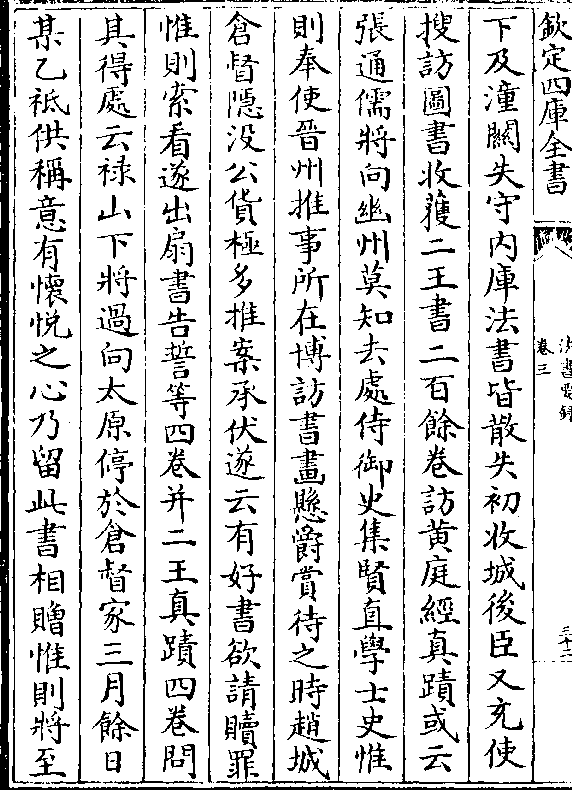 欽定四庫全書
法書要錄
卷三
三十二
下及潼關失守内庫法書皆散失初收城後臣又充使
搜訪圖書收獲二王書二百餘卷訪黄庭經真蹟或云
張通儒將向幽州莫知去處侍御史集賢直學士史惟
則奉使晉州推事所在博訪書畫懸爵賞待之時趙城
倉督隱没公貨極多推案承伏遂云有好書欲請贖罪
惟則索看遂出扇書告誓等四卷并二王真蹟四卷問
其得處云禄山下將過向太原停於倉督家三月餘日
某乙祗供稱意有懷悦之心乃留此書相贈惟則將至